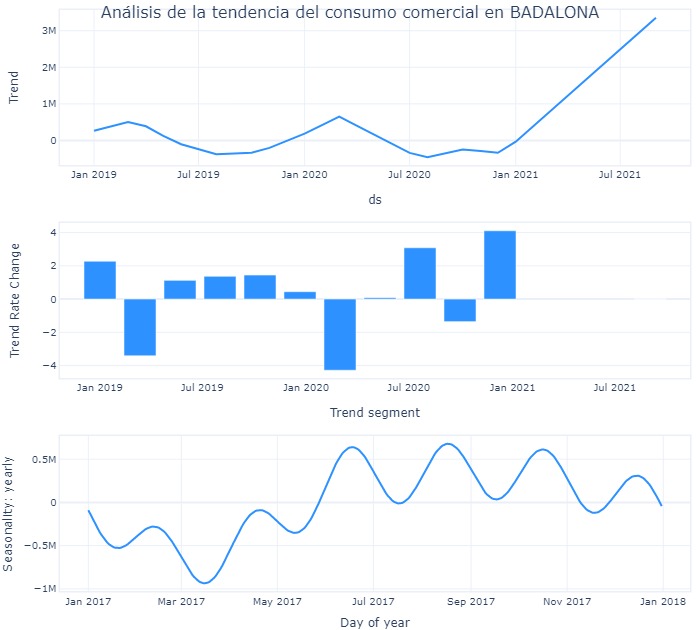 Análisis de la tendencia del consumo comercial en BADALONA
3M
2M
1M
0
Trend
Jan 2019 Jul 2019 Jan 2020 Jul 2020 Jan 2021 Jul 2021
ds
4
2
0
−2
−4
Trend Rate Change
Jan 2019 Jul 2019 Jan 2020 Jul 2020 Jan 2021 Jul 2021
Trend segment
0.5M
0
−0.5M
−1M
Seasonality: yearly
Jan 2017 Mar 2017 May 2017 Jul 2017 Sep 2017 Nov 2017 Jan 2018
Day of year